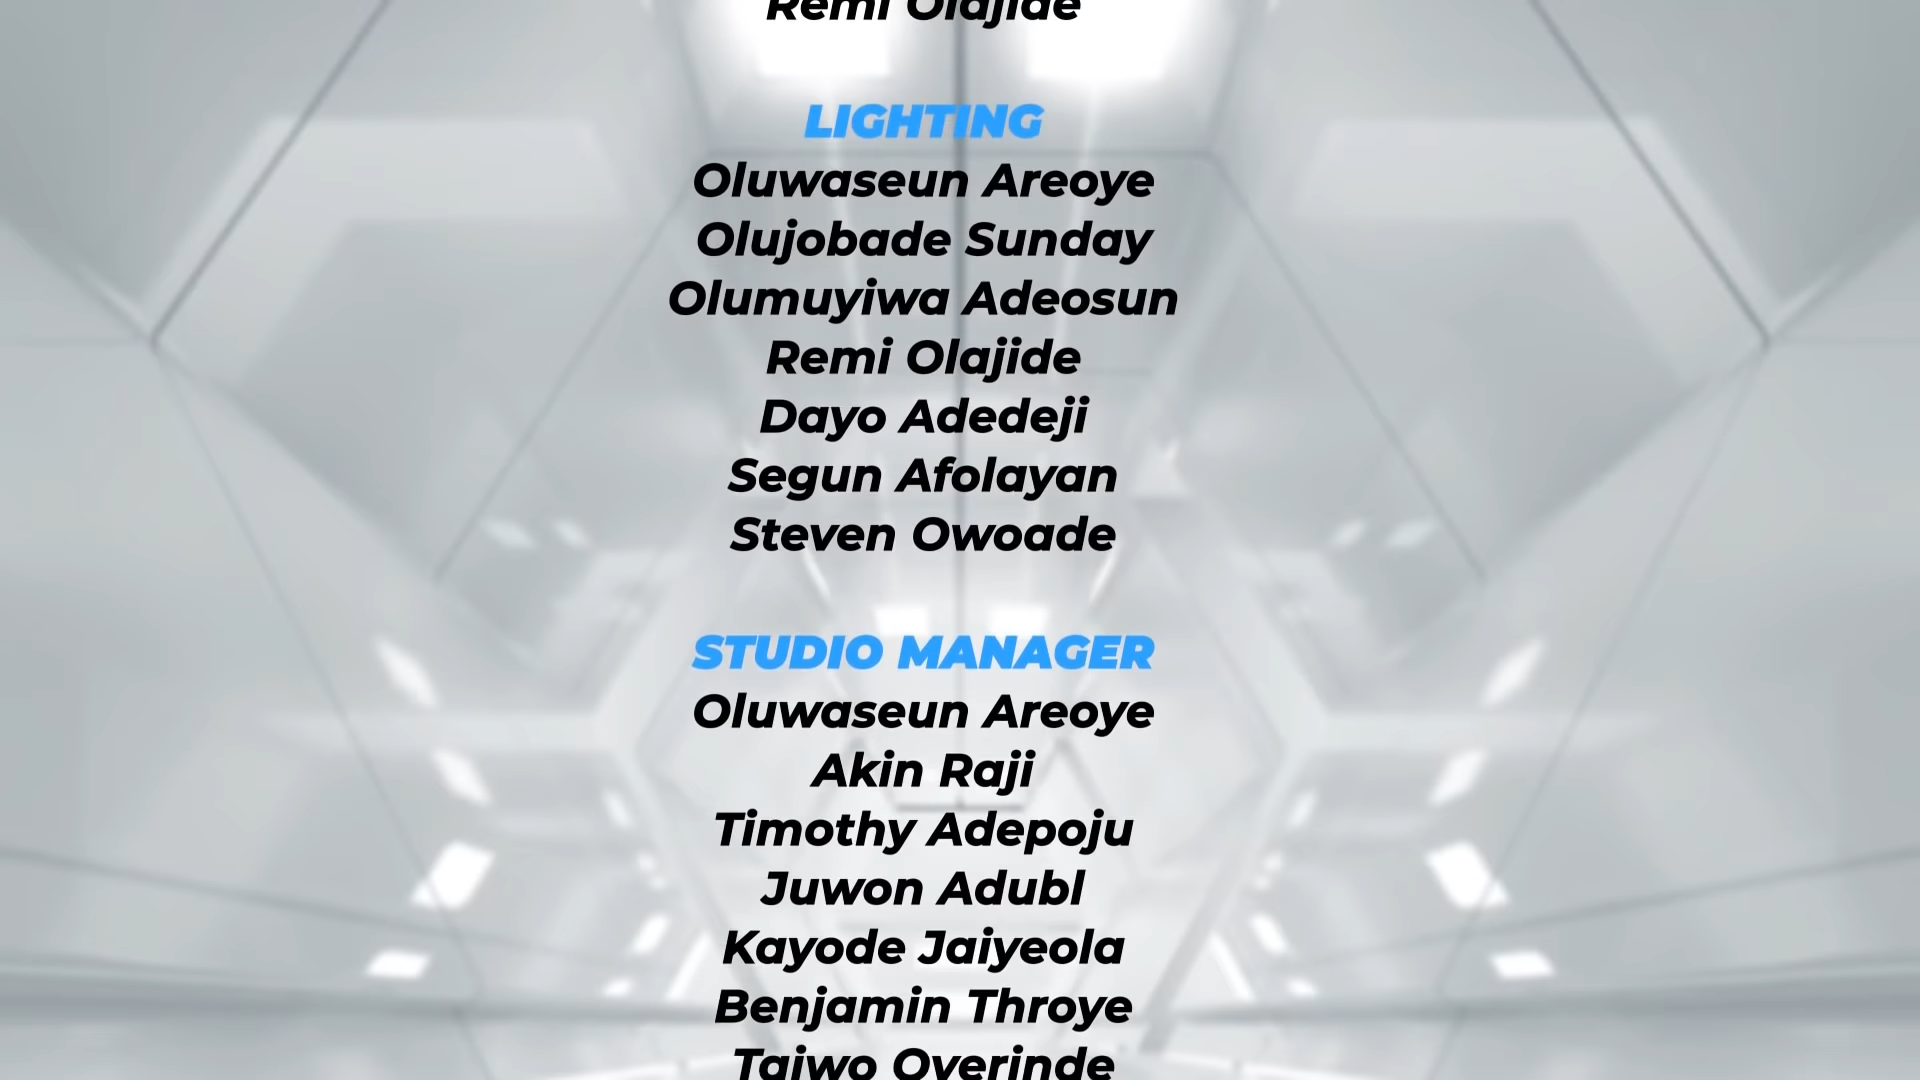 Remi Olajide
LIGHTING
Oluwaseun Areoye
Olujobade Sunday
Olumuyiwa Adeosun
Remi Olajide
Dayo Adedeji
Segun Afolayan
Steven Owoade
STUDIO MANAGER
Oluwaseun Areoye
Akin Raji
Timothy Adepoju
Juwon Adubl
Kayode Jaiyeola
Benjamin Throye
Taiwo Oyerinde